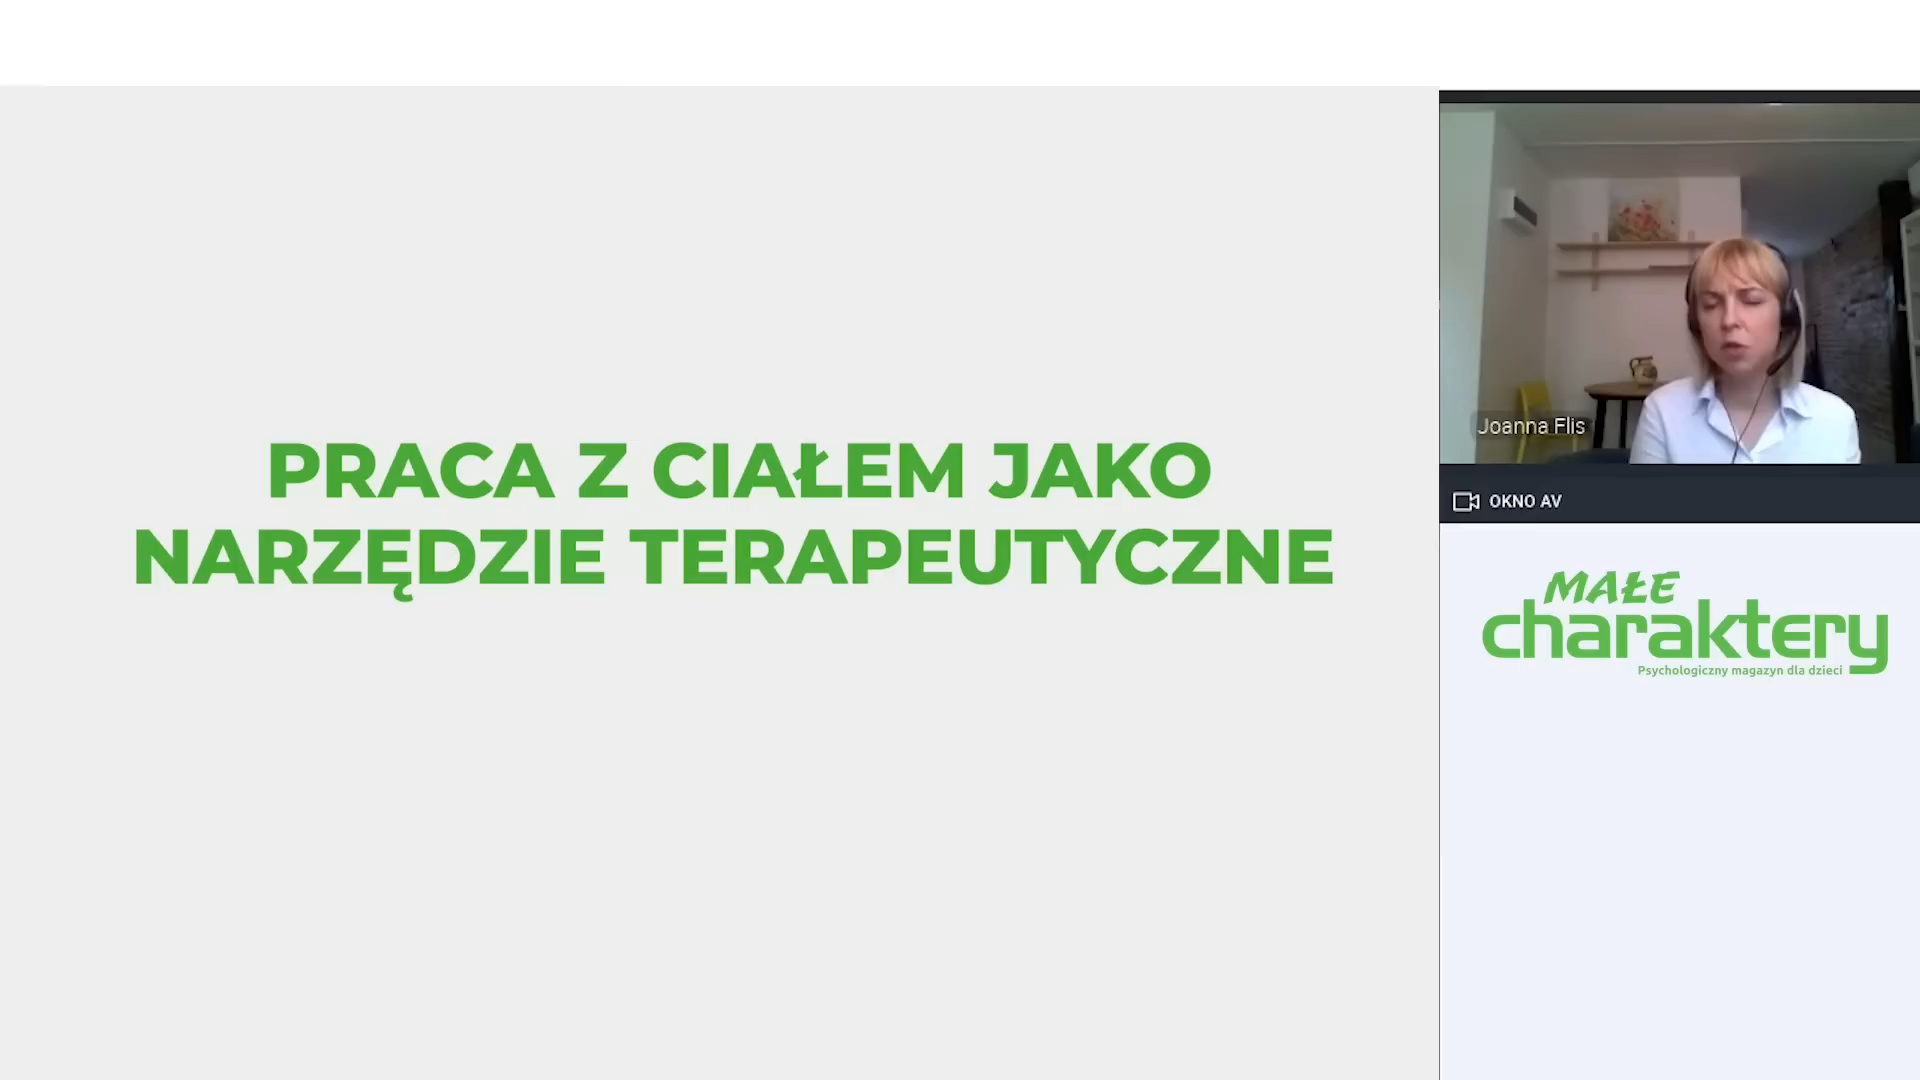 PRACA Z CIAŁEM JAKO
NARZĘDZIE TERAPEUTYCZNE
Joanna Flis
OKNO AV
MAŁE
charaktery
Psychologiczny magazyn dla dzieci